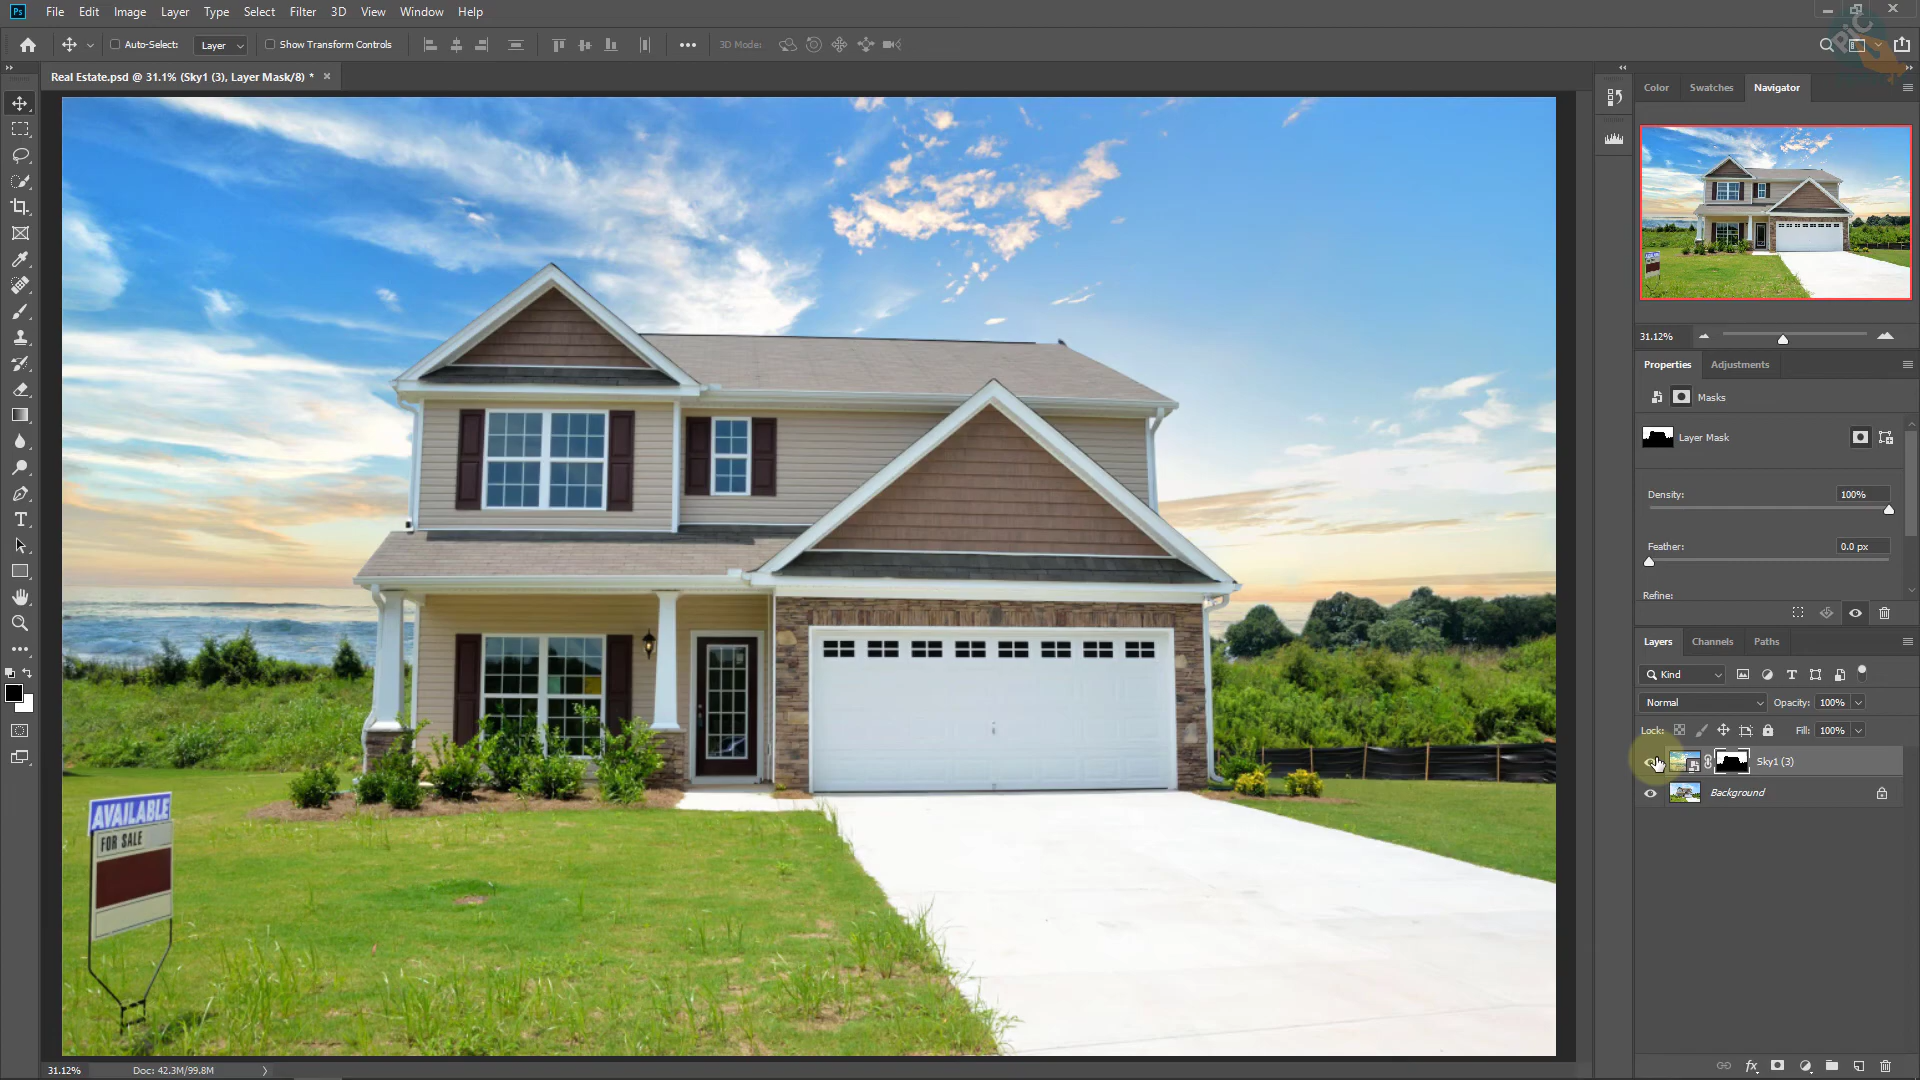 Ps File Edit Image Layer Type Select Filter 3D View Window Help
PiC
Auto-Select: Layer Show Transform Controls 3D Mode:
Real Estate.psd @ 31.1% (Sky1 (3), Layer Mask/8) *
Color Swatches Navigator
31.12%
Properties Adjustments
Masks
Layer Mask
Density: 100%
Feather: 0.0 px
Refine:
Layers Channels Paths
Kind
Normal Opacity: 100%
Lock: Fill: 100%
Sky1 (3)
Background
fx
AVAILABLE
FOR SALE
31.12% Doc: 42.3M/99.8M